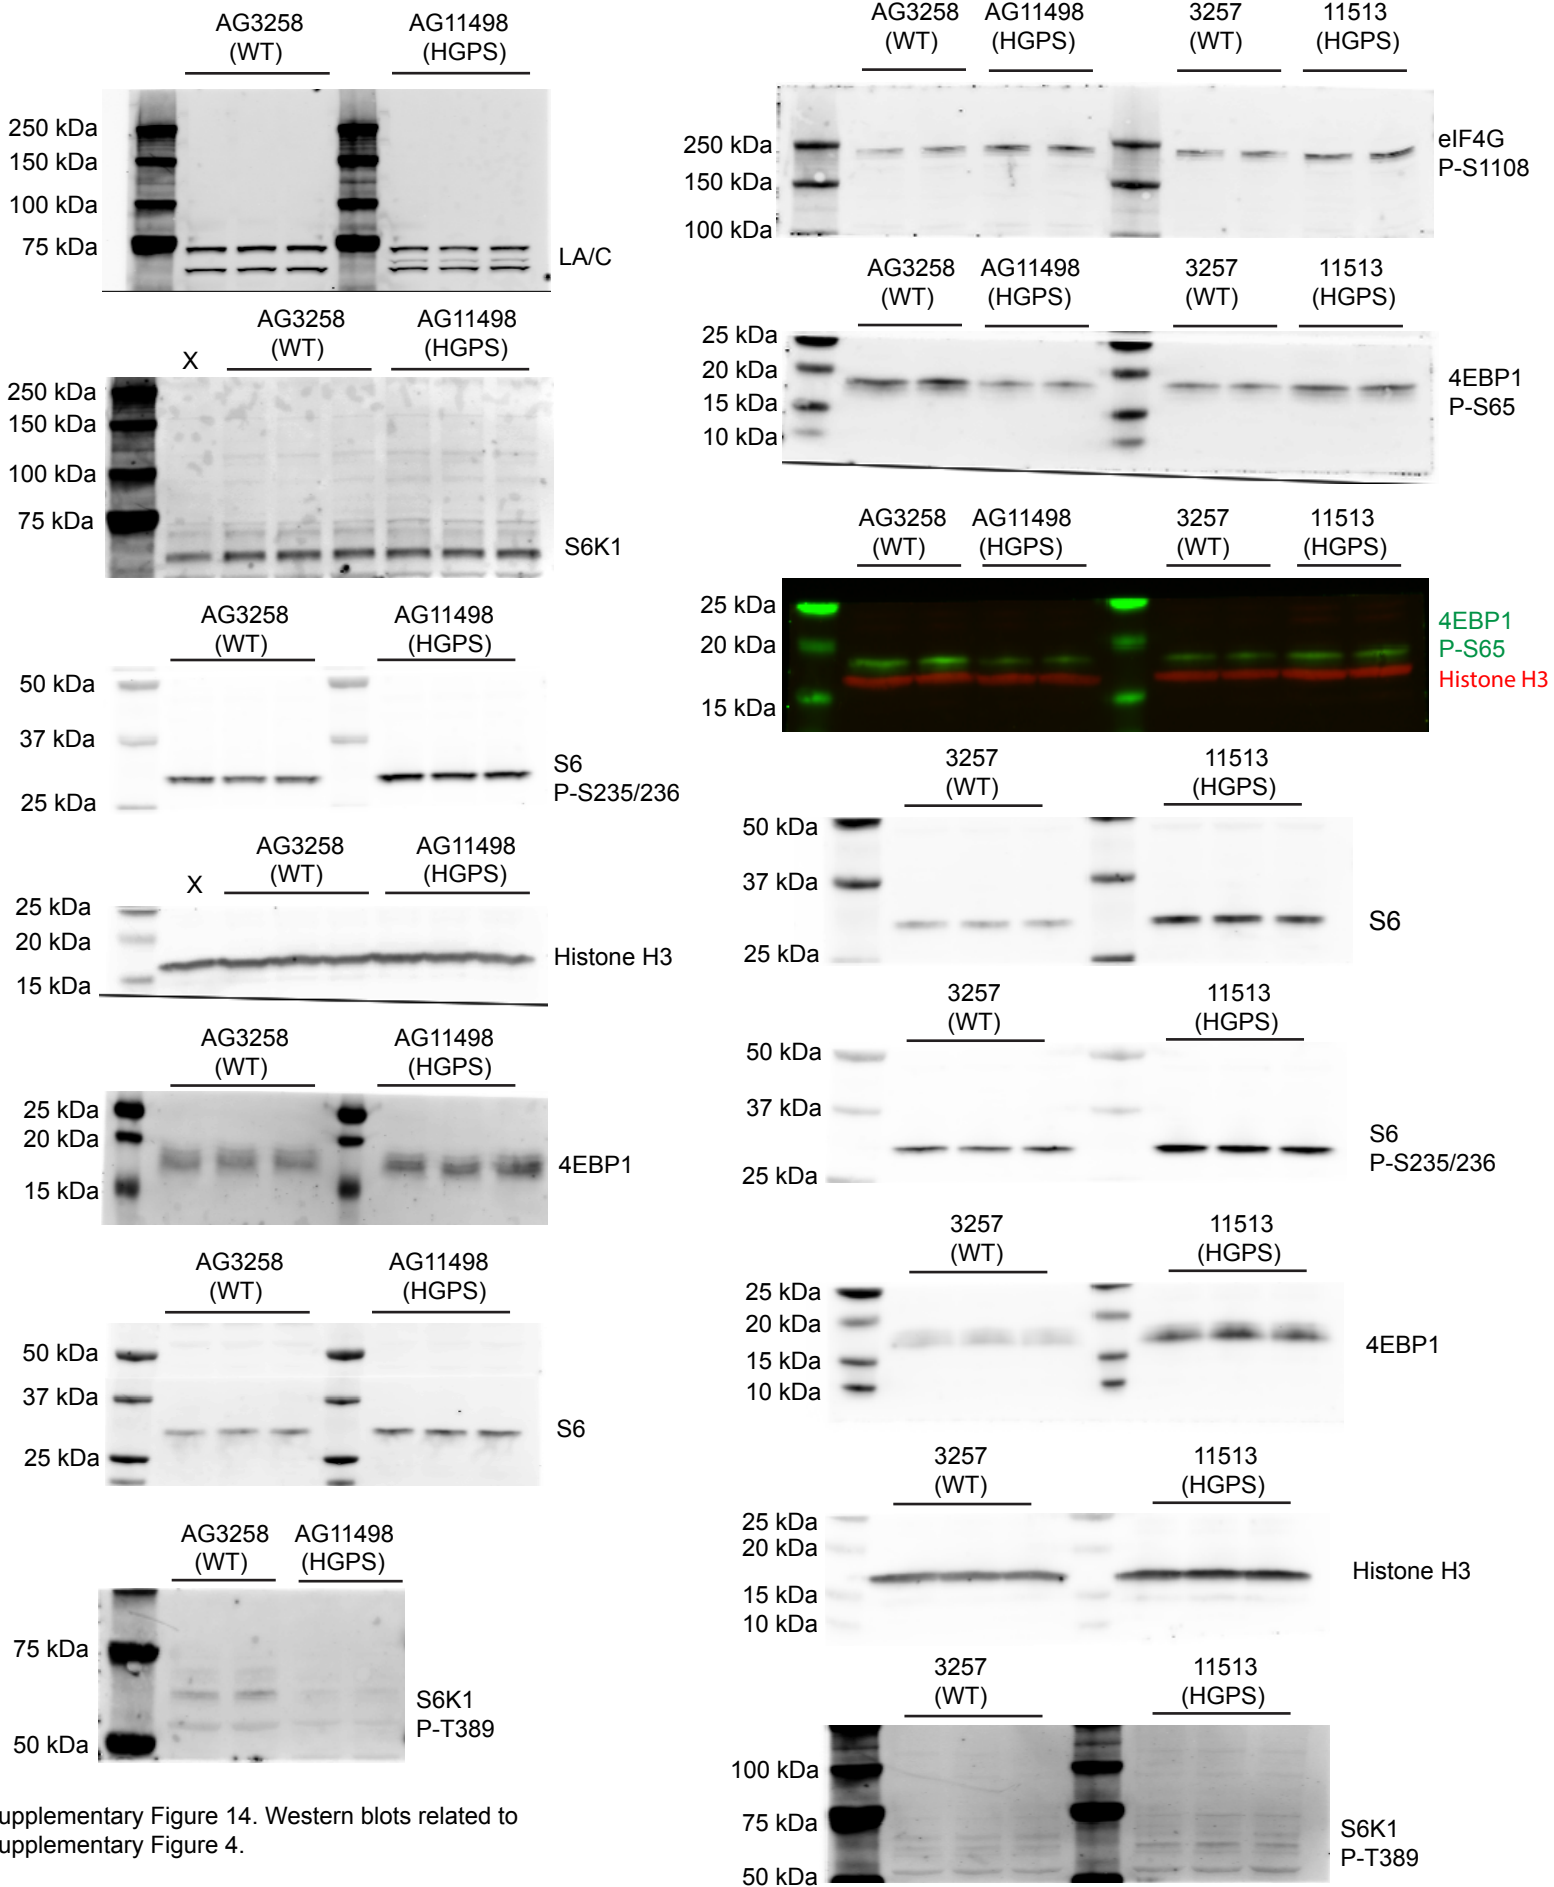 AG3258 AG11498
(WT) (HGPS)
250 kDa
150 kDa
100 kDa
75 kDa
LA/C
AG3258 AG11498
X (WT) (HGPS)
250 kDa
150 kDa
100 kDa
75 kDa
S6K1
AG3258 AG11498
(WT) (HGPS)
50 kDa
37 kDa
S6
P-S235/236
25 kDa
AG3258 AG11498
X (WT) (HGPS)
25 kDa
20 kDa
Histone H3
15 kDa
AG3258 AG11498
(WT) (HGPS)
25 kDa
20 kDa
4EBP1
15 kDa
AG3258 AG11498
(WT) (HGPS)
50 kDa
37 kDa
S6
25 kDa
AG3258 AG11498
(WT) (HGPS)
75 kDa
S6K1
P-T389
50 kDa
upplementary Figure 14. Western blots related to
upplementary Figure 4.
AG3258 AG11498 3257 11513
(WT) (HGPS) (WT) (HGPS)
250 kDa
eIF4G
P-S1108
150 kDa
100 kDa
AG3258 AG11498 3257 11513
(WT) (HGPS) (WT) (HGPS)
25 kDa
20 kDa
4EBP1
P-S65
15 kDa
10 kDa
AG3258 AG11498 3257 11513
(WT) (HGPS) (WT) (HGPS)
25 kDa
4EBP1
P-S65
20 kDa
Histone H3
15 kDa
3257 11513
(WT) (HGPS)
50 kDa
37 kDa
S6
25 kDa
3257 11513
(WT) (HGPS)
50 kDa
37 kDa
S6
P-S235/236
25 kDa
3257 11513
(WT) (HGPS)
25 kDa
20 kDa
4EBP1
15 kDa
10 kDa
3257 11513
(WT) (HGPS)
25 kDa
20 kDa
Histone H3
15 kDa
10 kDa
3257 11513
(WT) (HGPS)
100 kDa
75 kDa
S6K1
P-T389
50 kDa